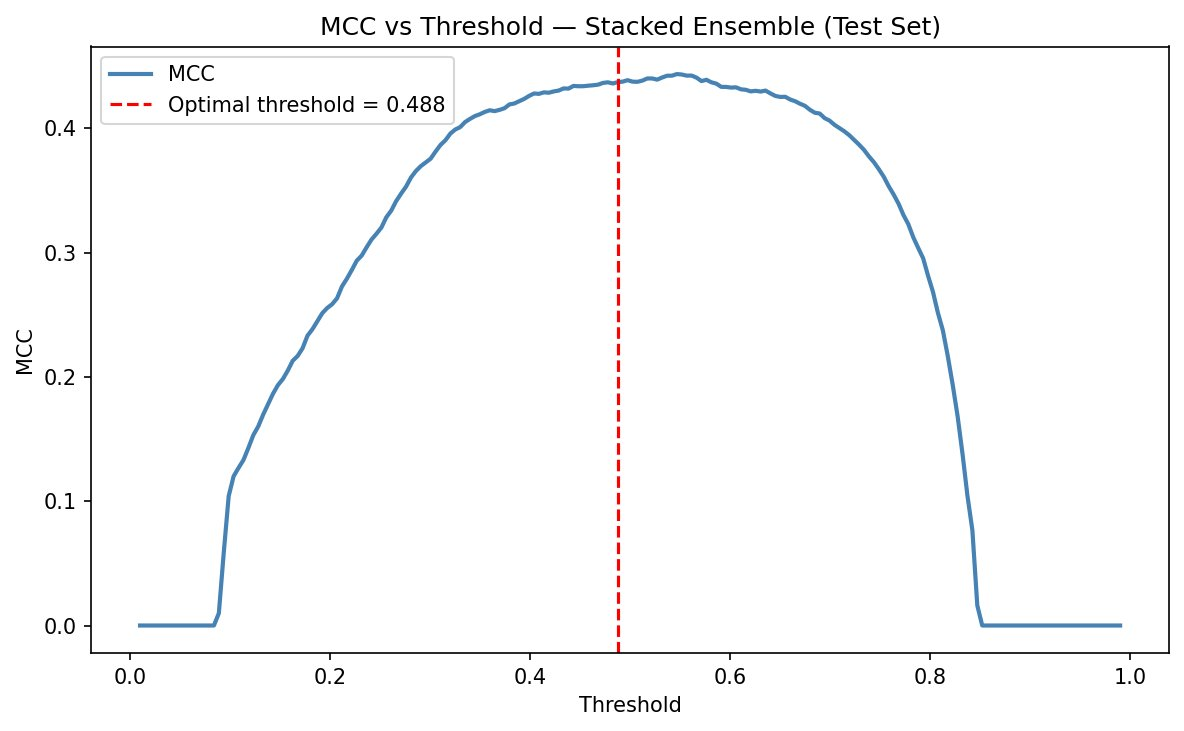 MCC vs Threshold — Stacked Ensemble (Test Set)
MCC
Optimal threshold = 0.488
MCC
0.4
0.3
0.2
0.1
0.0
0.0 0.2 0.4 0.6 0.8 1.0
Threshold